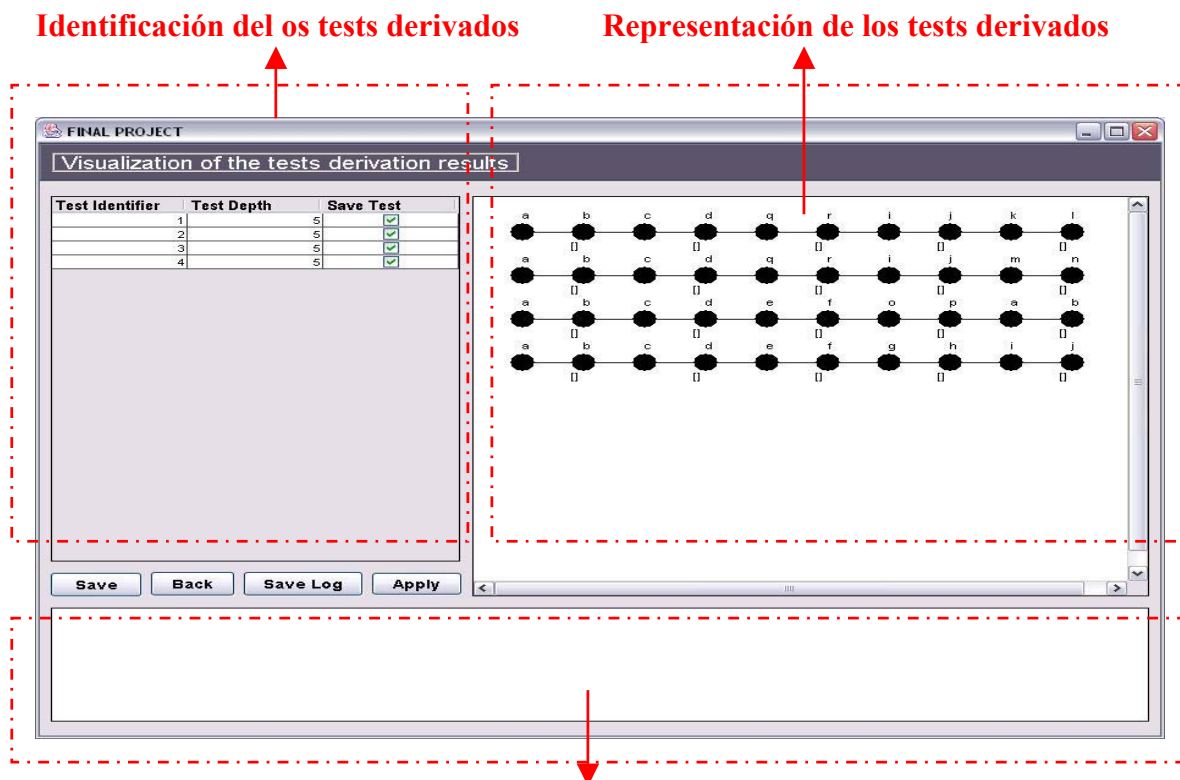 Identificación del os tests derivados Representación de los tests derivados
FINAL PROJECT
Visualization of the tests derivation results
Test Identifier Test Depth Save Test
1 5
2 5
3 5
4 5
a b c d q r i j k l
[] [] [] [] []
a b c d q r i j m n
[] [] [] [] []
a b c d e f o p a b
[] [] [] [] []
a b c d e f g h i j
[] [] [] [] []
Save Back Save Log Apply